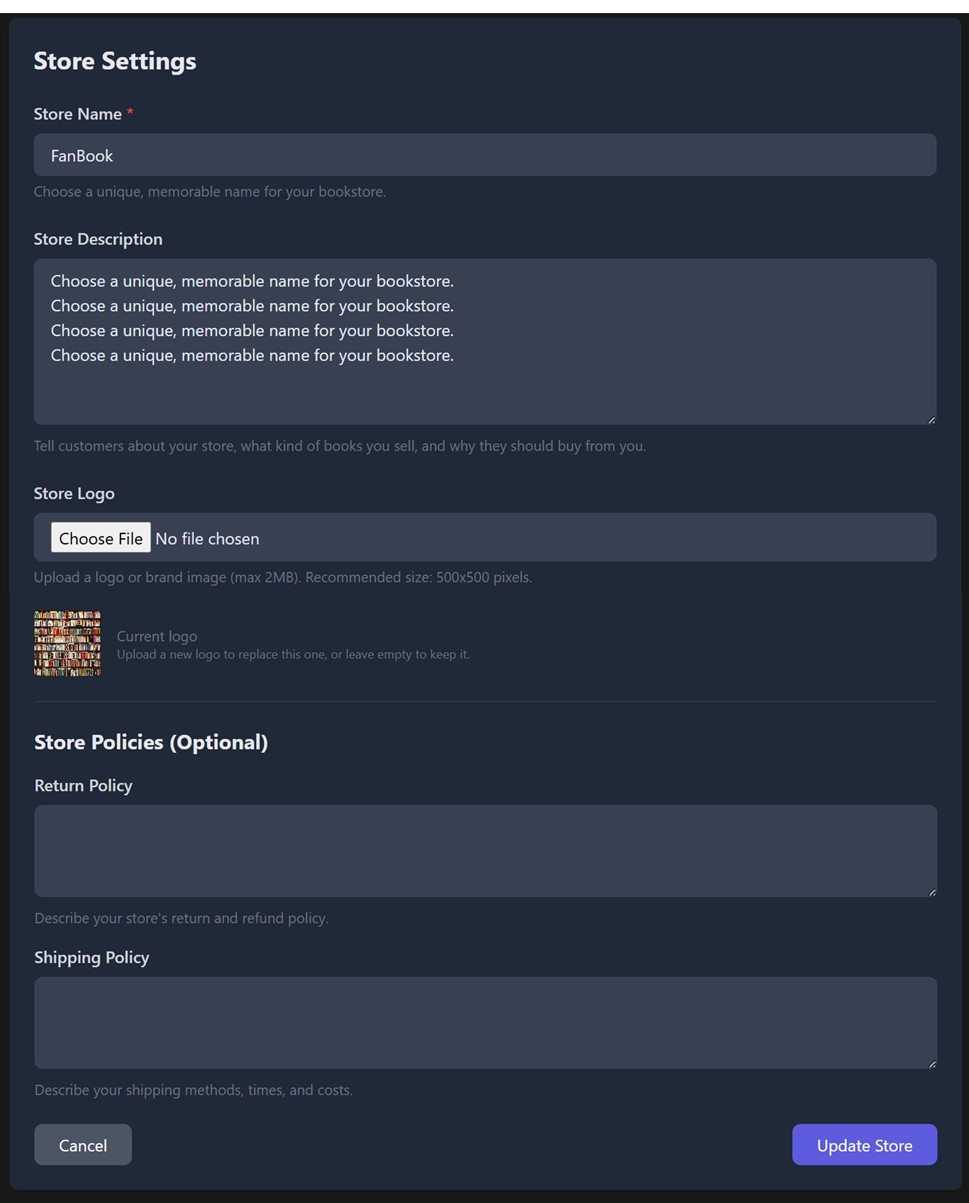 Store Settings
Store Name *
FanBook
Choose a unique, memorable name for your bookstore.
Store Description
Choose a unique, memorable name for your bookstore.
Choose a unique, memorable name for your bookstore.
Choose a unique, memorable name for your bookstore.
Choose a unique, memorable name for your bookstore.
Tell customers about your store, what kind of books you sell, and why they should buy from you.
Store Logo
Choose File No file chosen
Upload a logo or brand image (max 2MB). Recommended size: 500x500 pixels.
Current logo
Upload a new logo to replace this one, or leave empty to keep it.
Store Policies (Optional)
Return Policy
Describe your store's return and refund policy.
Shipping Policy
Describe your shipping methods, times, and costs.
Cancel
Update Store